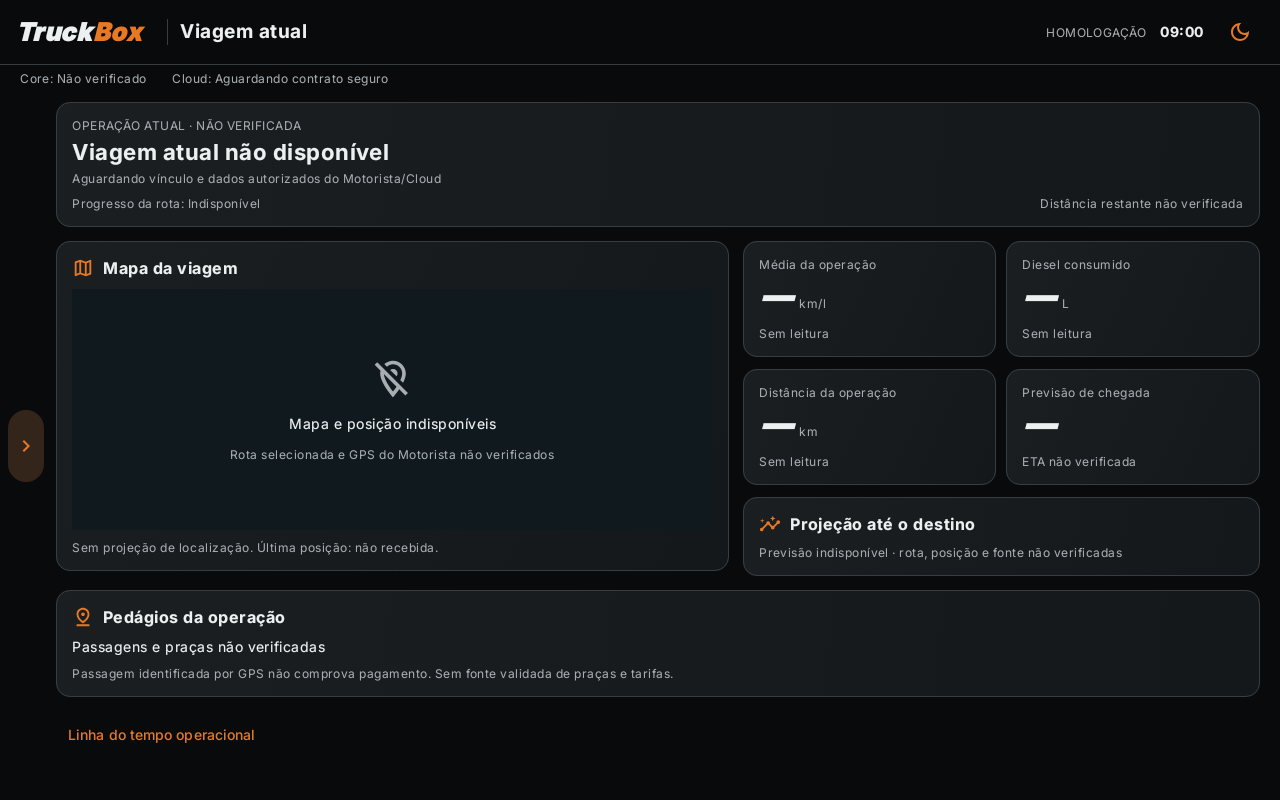 TruckBox
Viagem atual
HOMOLOGAÇÃO 09:00
Core: Não verificado
Cloud: Aguardando contrato seguro
OPERAÇÃO ATUAL · NÃO VERIFICADA
Viagem atual não disponível
Aguardando vínculo e dados autorizados do Motorista/Cloud
Progresso da rota: Indisponível
Distância restante não verificada
Mapa da viagem
Mapa e posição indisponíveis
Rota selecionada e GPS do Motorista não verificados
Sem projeção de localização. Última posição: não recebida.
Média da operação
— km/l
Sem leitura
Diesel consumido
— L
Sem leitura
Distância da operação
— km
Sem leitura
Previsão de chegada
—
ETA não verificada
Projeção até o destino
Previsão indisponível · rota, posição e fonte não verificadas
Pedágios da operação
Passagens e praças não verificadas
Passagem identificada por GPS não comprova pagamento. Sem fonte validada de praças e tarifas.
Linha do tempo operacional